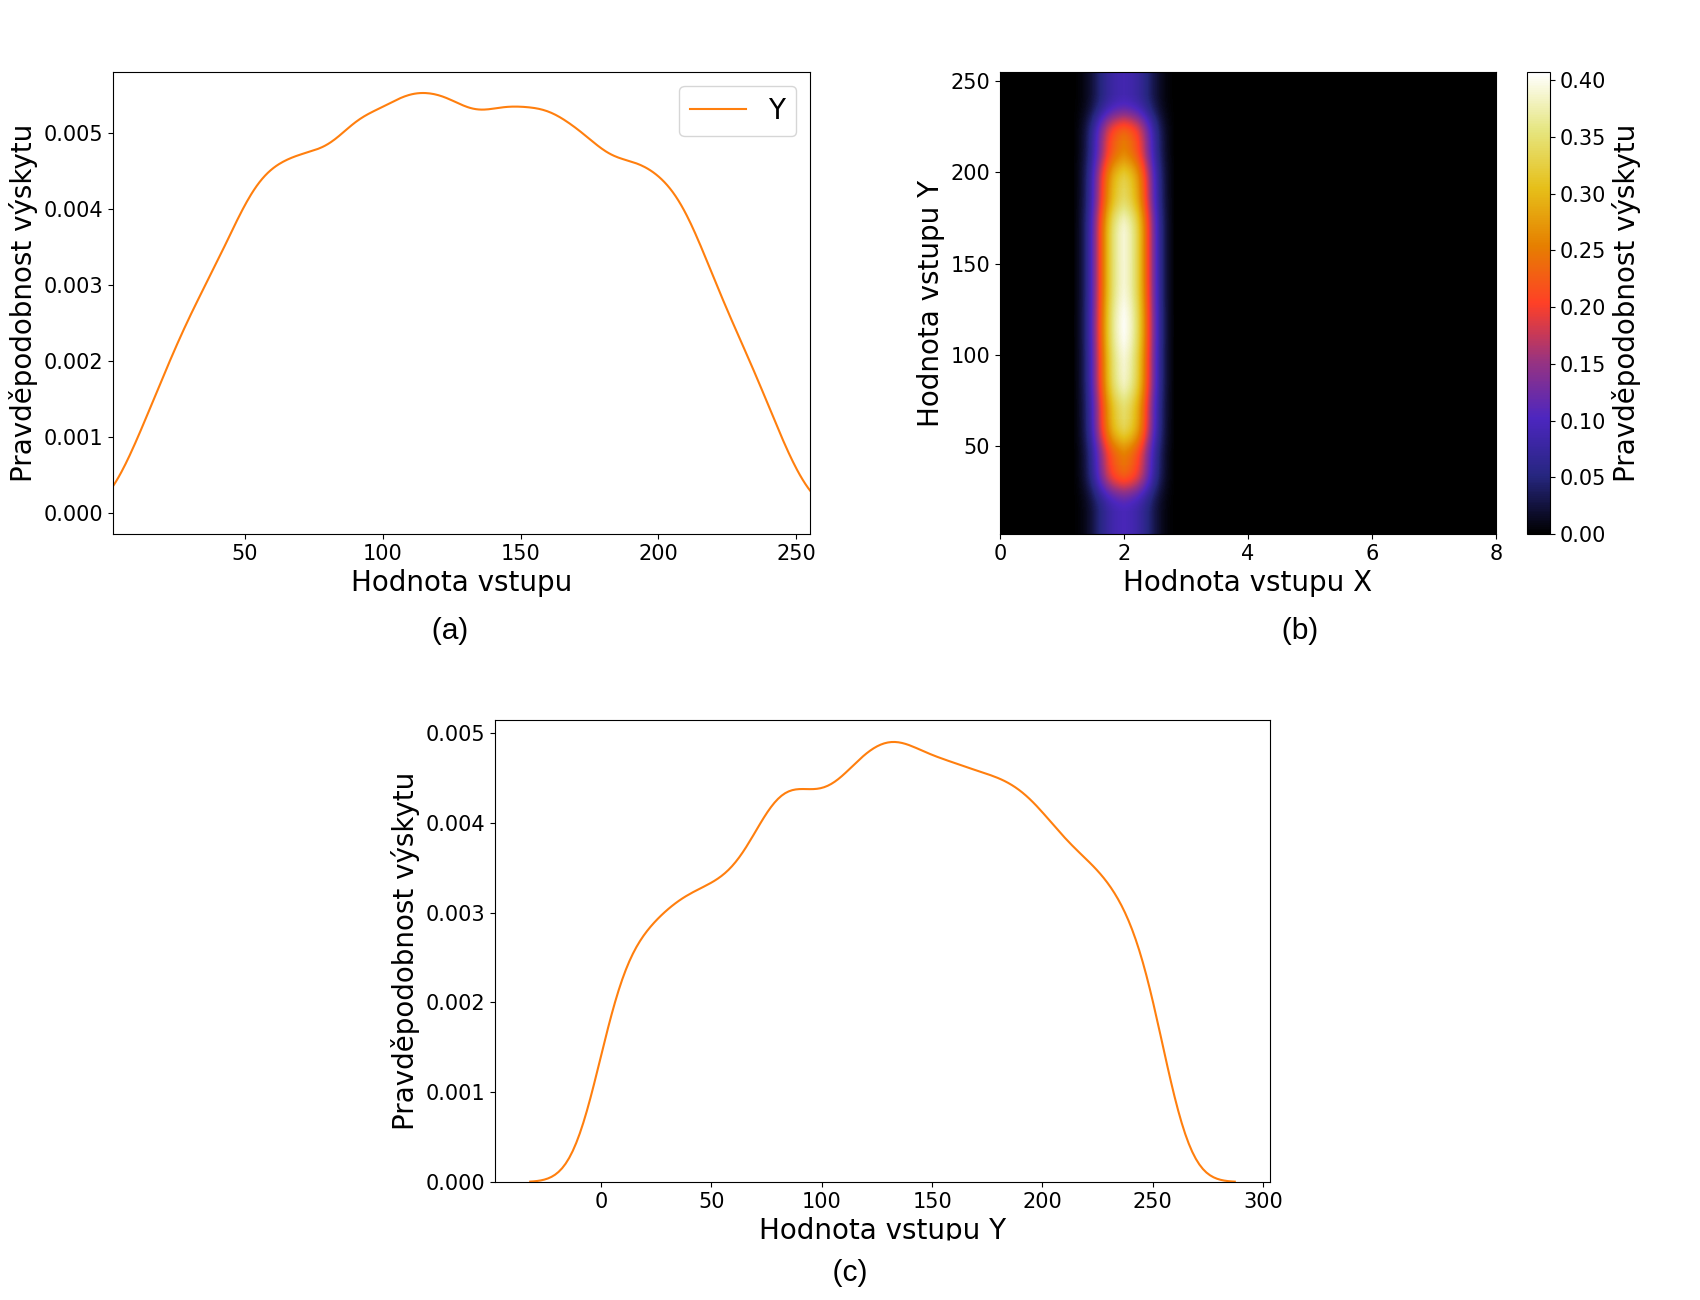 Y
0.005
0.004
0.003
0.002
0.001
0.000
Pravděpodobnost výskytu
50 100 150 200 250
Hodnota vstupu
(a)
250
200
150
100
50
Hodnota vstupu Y
0 2 4 6 8
Hodnota vstupu X
0.40
0.35
0.30
0.25
0.20
0.15
0.10
0.05
0.00
Pravděpodobnost výskytu
(b)
0.005
0.004
0.003
0.002
0.001
0.000
Pravděpodobnost výskytu
0 50 100 150 200 250 300
Hodnota vstupu Y
(c)